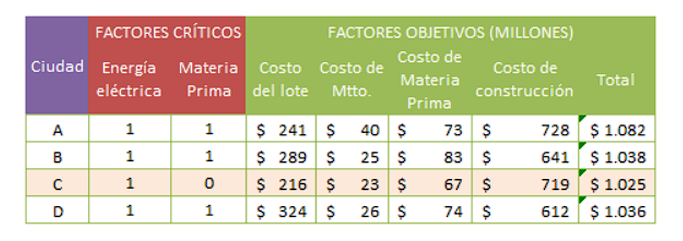 FACTORES CRÍTICOS FACTORES OBJETIVOS (MILLONES)
Ciudad Energía eléctrica Materia Prima Costo del lote Costo de Mtto. Costo de Materia Prima Costo de construcción Total
A 1 1 $ 241 $ 40 $ 73 $ 728 $ 1.082
B 1 1 $ 289 $ 25 $ 83 $ 641 $ 1.038
C 1 0 $ 216 $ 23 $ 67 $ 719 $ 1.025
D 1 1 $ 324 $ 26 $ 74 $ 612 $ 1.036